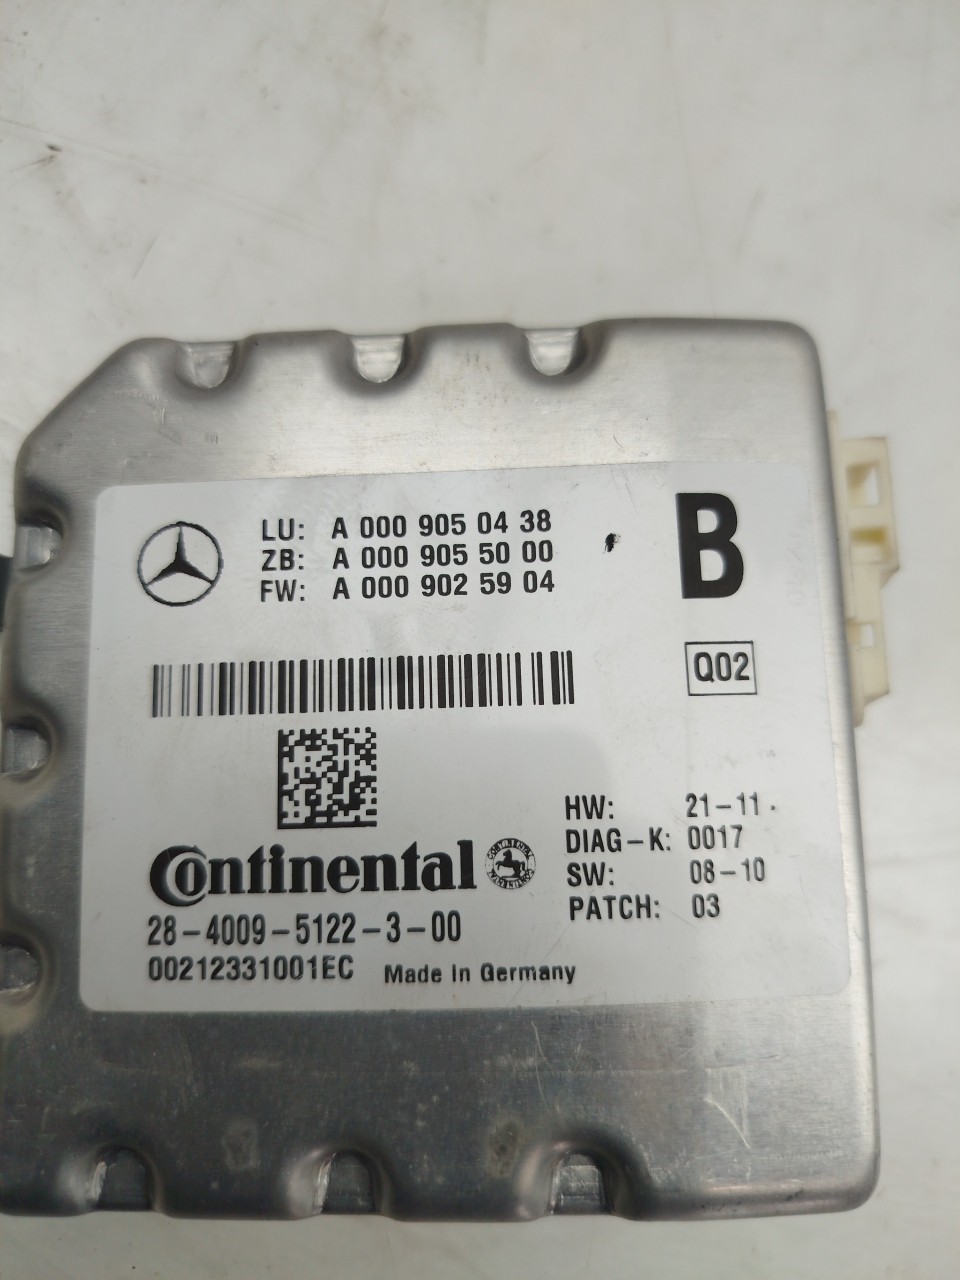 LU: A 000 905 04 38
ZB: A 000 905 50 00
FW: A 000 902 59 04
B
Q02
HW: 21-11
DIAG-K: 0017
SW: 08-10
PATCH: 03
Continental
28-4009-5122-3-00
00212331001EC Made in Germany